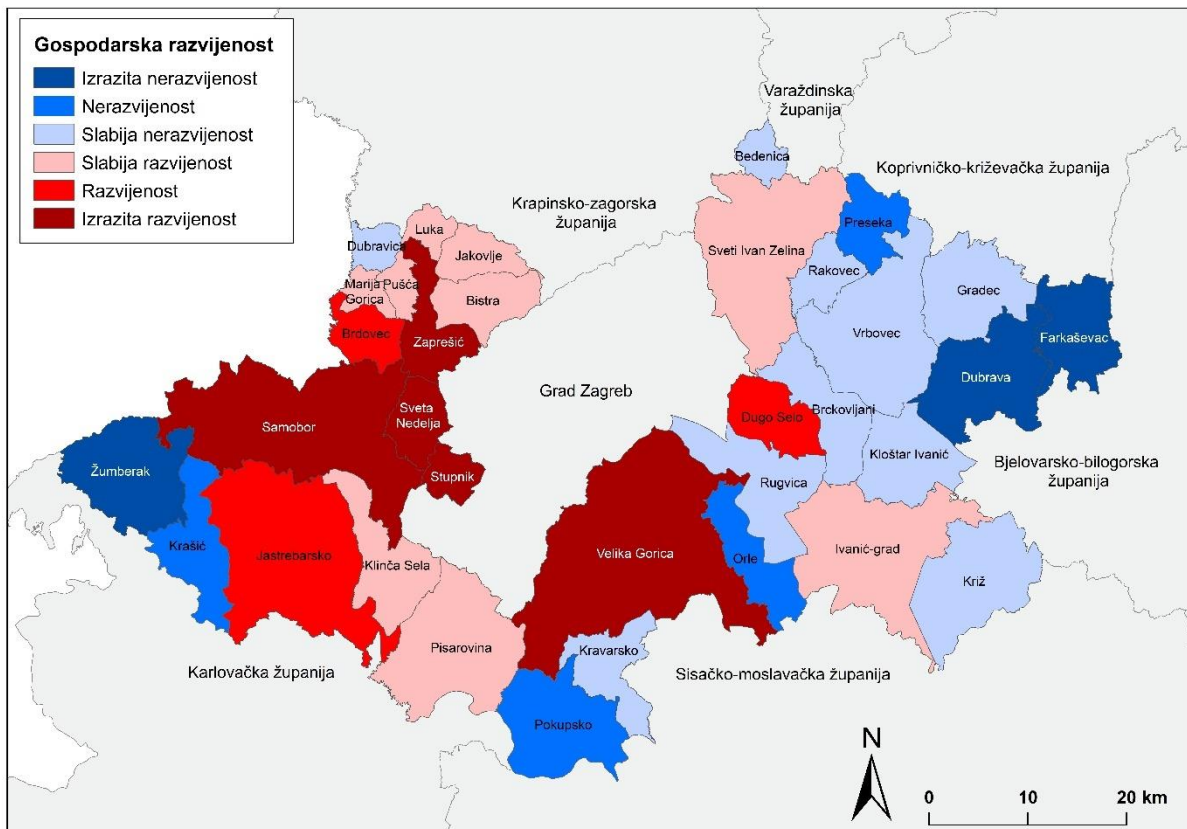 Gospodarska razvijenost
Izrazita nerazvijenost
Nerazvijenost
Slabija nerazvijenost
Slabija razvijenost
Razvijenost
Izrazita razvijenost
Varaždinska
županija
Bedenica
Koprivničko-križevačka županija
Krapinsko-zagorska
županija
Preseka
Luka
Dubravica
Jakovlje
Sveti Ivan Zelina
Rakovec
Marija
Gorica
Pušća
Bistra
Gradec
Brdovec
Zaprešić
Vrbovec
Farkaševac
Dubrava
Grad Zagreb
Sveta
Nedelja
Samobor
Dugo Selo
Brckovljani
Kloštar Ivanić
Bjelovarsko-bilogorska
županija
Žumberak
Stupnik
Rugvica
Krašić
Jastrebarsko
Klinča Sela
Velika Gorica
Orle
Ivanić-grad
Križ
Pisarovina
Kravarsko
Karlovačka županija
Sisačko-moslavačka županija
Pokupsko
N
0 10 20 km